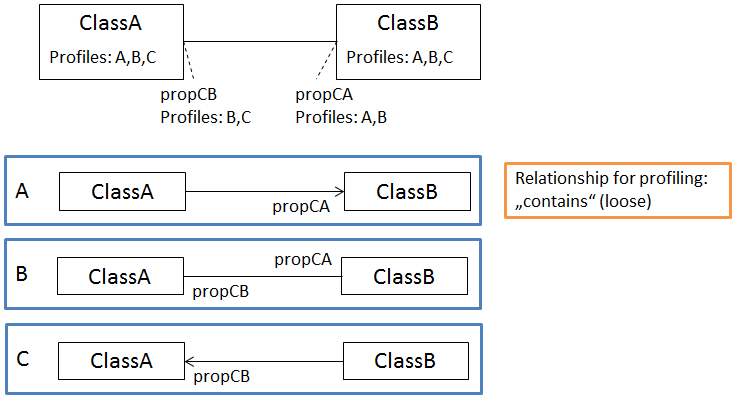 ClassA
Profiles: A,B,C
ClassB
Profiles: A,B,C
propCB
Profiles: B,C
propCA
Profiles: A,B
A
ClassA
propCA
ClassB
Relationship for profiling:
„contains“ (loose)
B
ClassA
propCB
propCA
ClassB
C
ClassA
propCB
ClassB